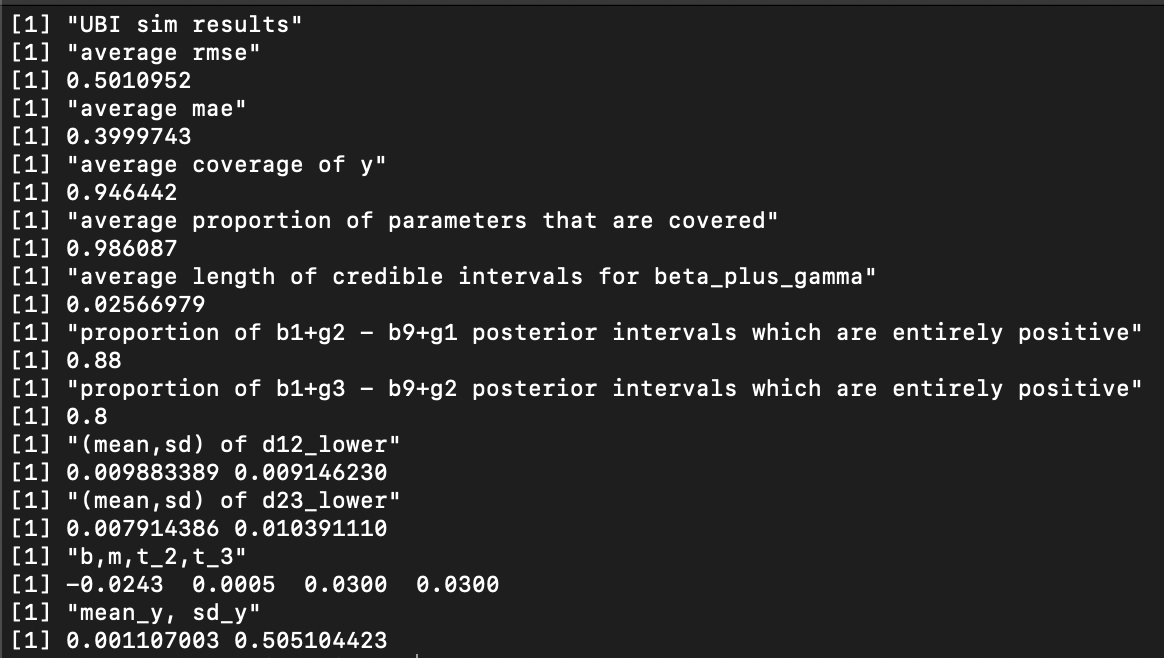 [1] "UBI sim results"
[1] "average rmse"
[1] 0.5010952
[1] "average mae"
[1] 0.3999743
[1] "average coverage of y"
[1] 0.946442
[1] "average proportion of parameters that are covered"
[1] 0.986087
[1] "average length of credible intervals for beta_plus_gamma"
[1] 0.02566979
[1] "proportion of b1+g2 - b9+g1 posterior intervals which are entirely positive"
[1] 0.88
[1] "proportion of b1+g3 - b9+g2 posterior intervals which are entirely positive"
[1] 0.8
[1] "(mean,sd) of d12_lower"
[1] 0.009883389 0.009146230
[1] "(mean,sd) of d23_lower"
[1] 0.007914386 0.010391110
[1] "b,m,t_2,t_3"
[1] -0.0243  0.0005  0.0300  0.0300
[1] "mean_y, sd_y"
[1] 0.001107003 0.505104423